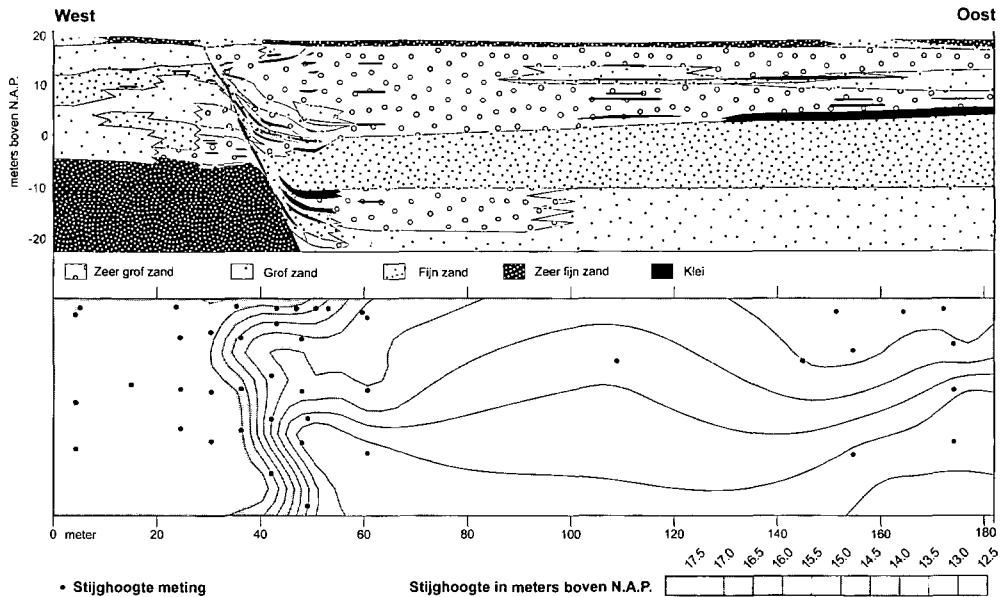 West Oost
meters boven N.A.P.
20
10
0
-10
-20
Zeer grof zand Grof zand Fijn zand Zeer fijn zand Klei
0 meter 20 40 60 80 100 120 140 160 180
17.5 17.0 16.5 16.0 15.5 15.0 14.5 14.0 13.5 13.0 12.5
• Stijghoogte meting Stijghoogte in meters boven N.A.P.